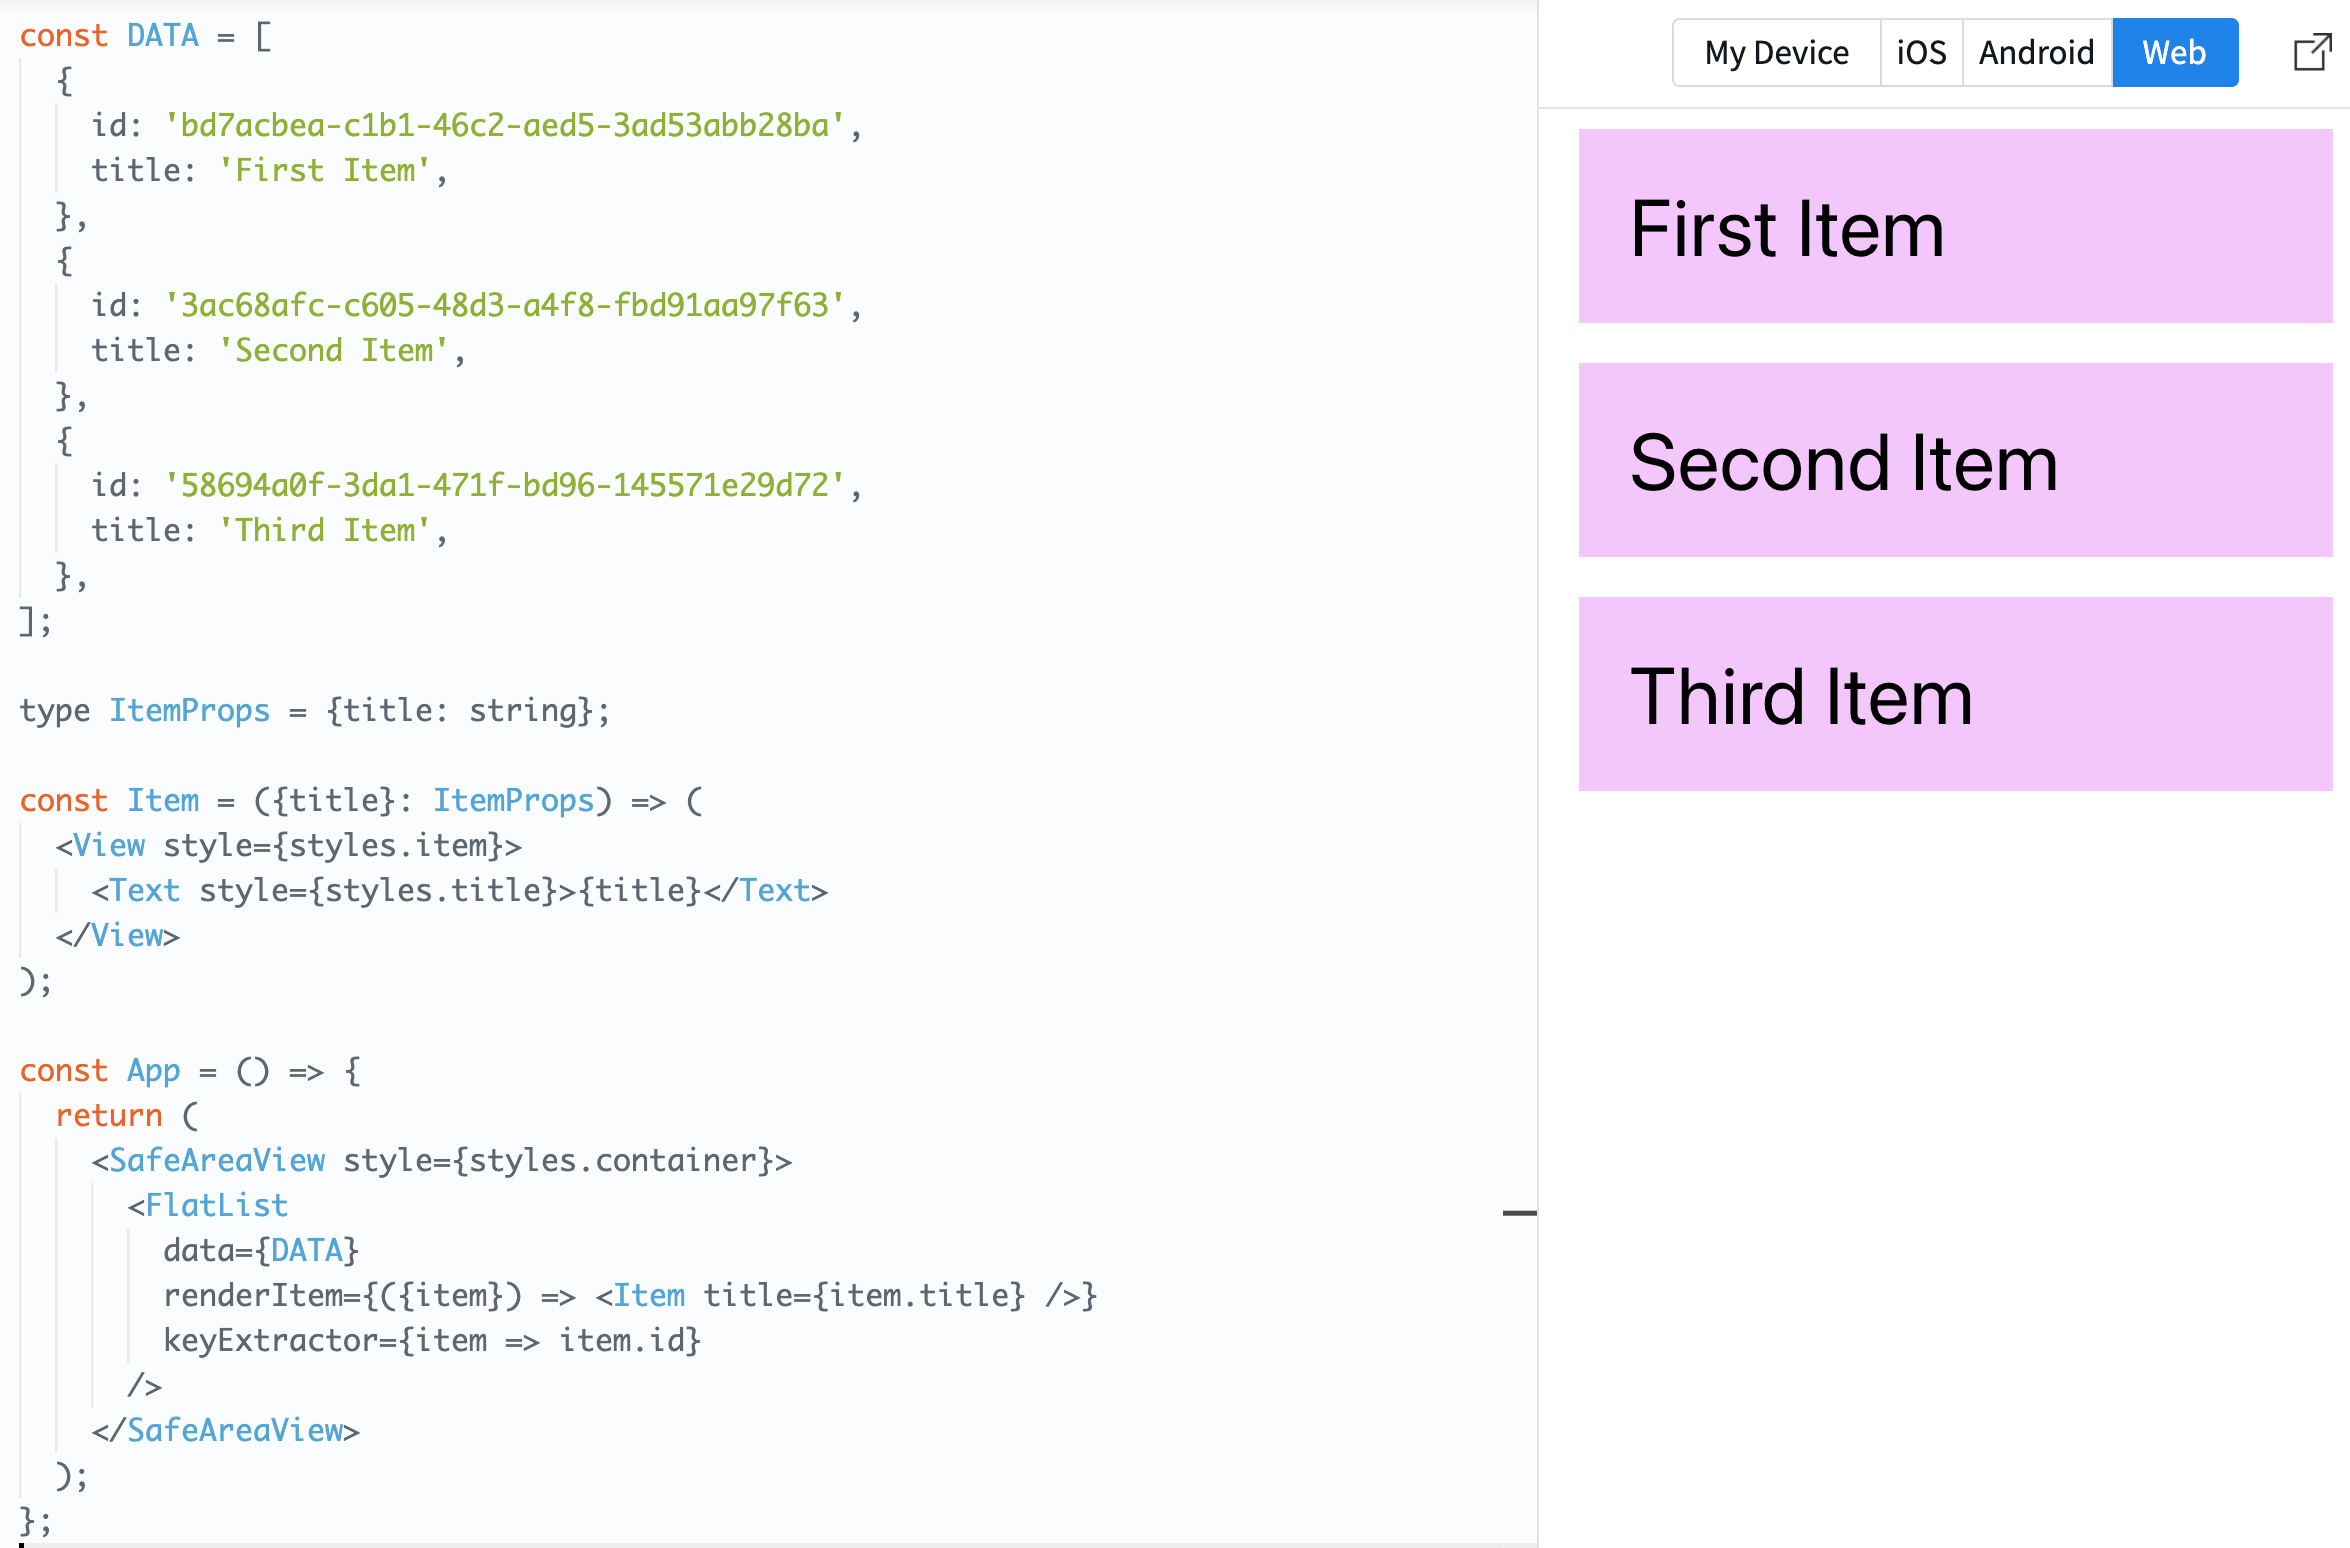 const DATA = [
  {
    id: 'bd7acbea-c1b1-46c2-aed5-3ad53abb28ba',
    title: 'First Item',
  },
  {
    id: '3ac68afc-c605-48d3-a4f8-fbd91aa97f63',
    title: 'Second Item',
  },
  {
    id: '58694a0f-3da1-471f-bd96-145571e29d72',
    title: 'Third Item',
  },
];

type ItemProps = {title: string};

const Item = ({title}: ItemProps) => (
  <View style={styles.item}>
    <Text style={styles.title}>{title}</Text>
  </View>
);

const App = () => {
  return (
    <SafeAreaView style={styles.container}>
      <FlatList
        data={DATA}
        renderItem={({item}) => <Item title={item.title} />}
        keyExtractor={item => item.id}
      />
    </SafeAreaView>
  );
};
My Device iOS Android Web
First Item
Second Item
Third Item